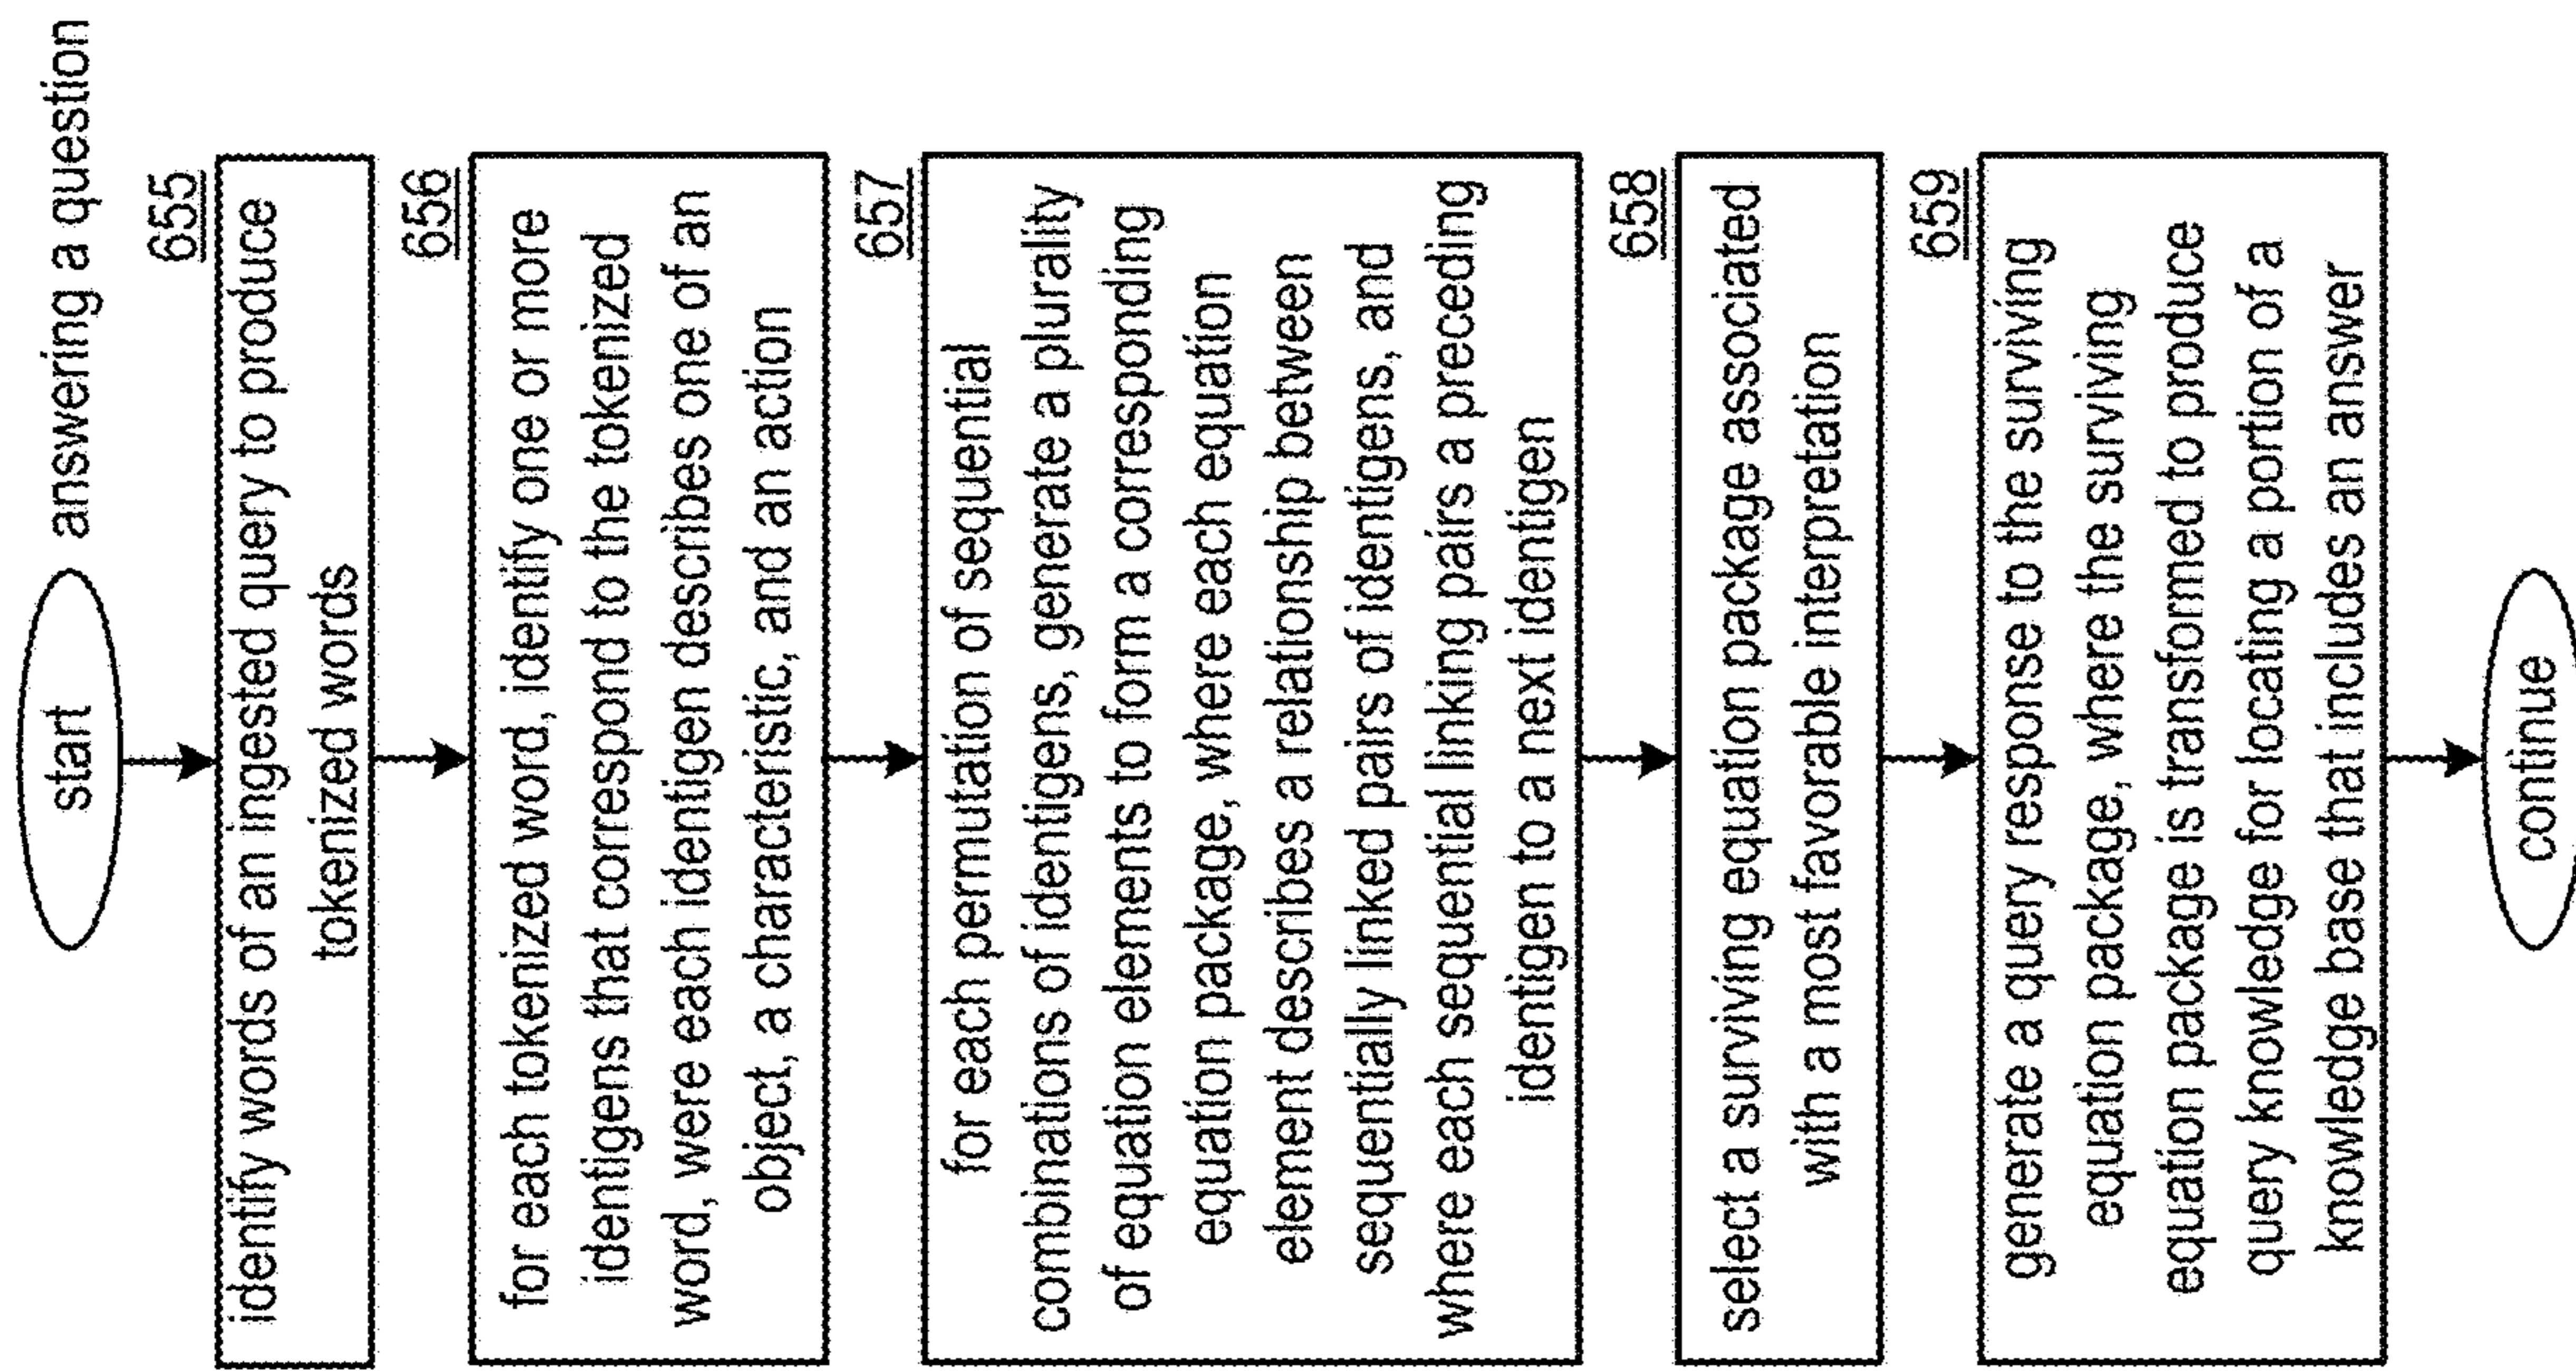 start
answering a question
655
identify words of an ingested query to produce
tokenized words
656
for each tokenized word, identify one or more
identigens that correspond to the tokenized
word, were each identigen describes one of an
object, a characteristic, and an action
657
for each permutation of sequential
combinations of identigens, generate a plurality
of equation elements to form a corresponding
equation package, where each equation
element describes a relationship between
sequentially linked pairs of identigens, and
where each sequential linking pairs a preceding
identigen to a next identigen
658
select a surviving equation package associated
with a most favorable interpretation
659
generate a query response to the surviving
equation package, where the surviving
equation package is transformed to produce
query knowledge for locating a portion of a
knowledge base that includes an answer
continue